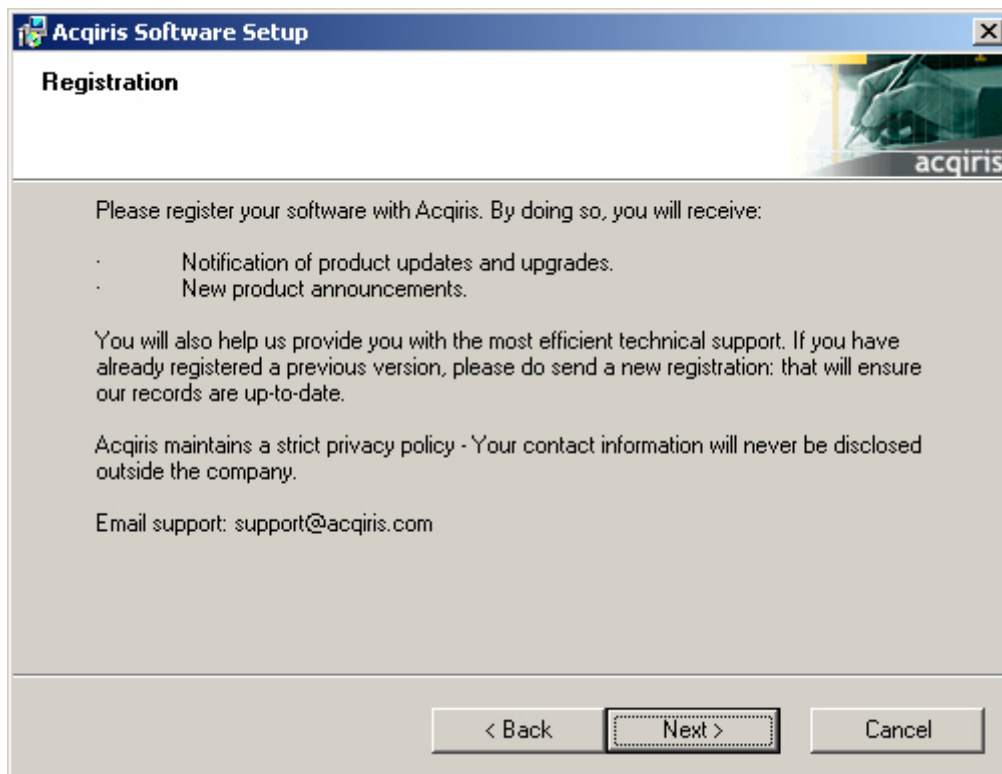 Acqiris Software Setup
Registration
acqiris
Please register your software with Acqiris. By doing so, you will receive:
· Notification of product updates and upgrades.
· New product announcements.
You will also help us provide you with the most efficient technical support. If you have
already registered a previous version, please do send a new registration: that will ensure
our records are up-to-date.
Acqiris maintains a strict privacy policy - Your contact information will never be disclosed
outside the company.
Email support: support@acqiris.com
< Back Next > Cancel